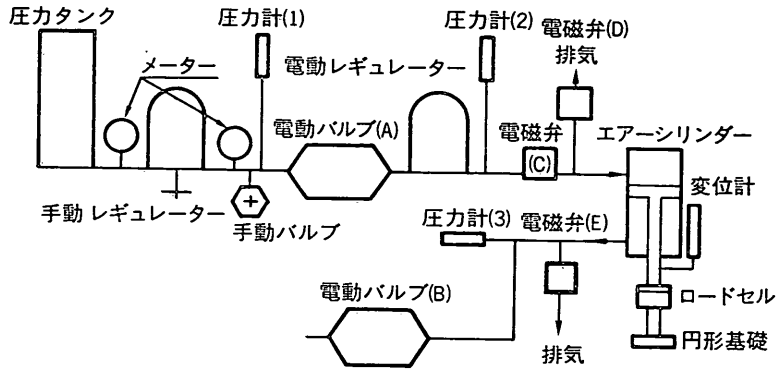 圧力タンク
圧力計(1)
圧力計(2)
電磁弁(D)
排気
メーター
電動レギュレーター
電動バルブ(A)
電磁弁
(C)
エアーシリンダー
変位計
手動レギュレーター
手動バルブ
圧力計(3)
電磁弁(E)
電動バルブ(B)
ロードセル
円形基礎
排気